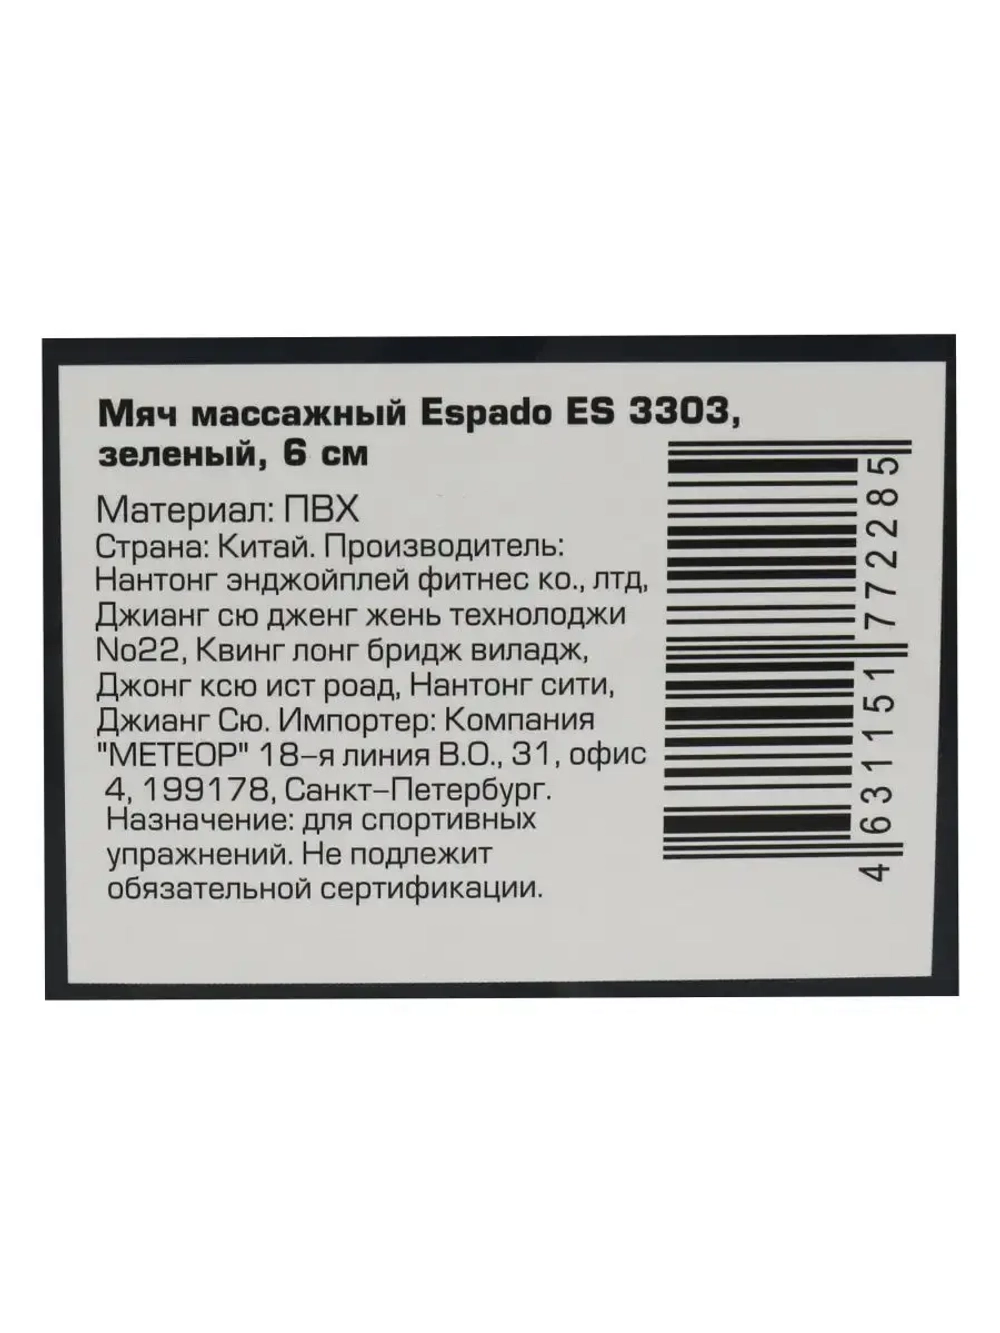 Мяч массажный Espado ES 3303,
зеленый, 6 см
Материал: ПВХ
Страна: Китай. Производитель:
Нантонг энджойплей фитнес ко., лтд,
Джианг сю дженг жень технолоджи
No22, Квинг лонг бридж виладж,
Джонг ксю ист роад, Нантонг сити,
Джианг Сю. Импортер: Компания
"МЕТЕОР" 18-я линия В.О., 31, офис
4, 199178, Санкт-Петербург.
Назначение: для спортивных
упражнений. Не подлежит
обязательной сертификации.
4 631151 772285